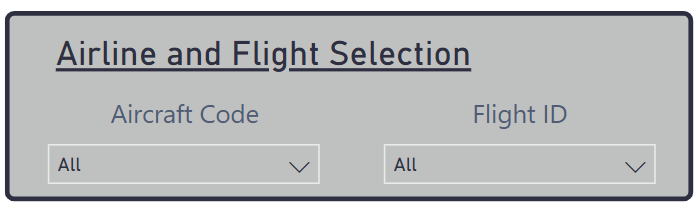 Airline and Flight Selection
Aircraft Code Flight ID
All All